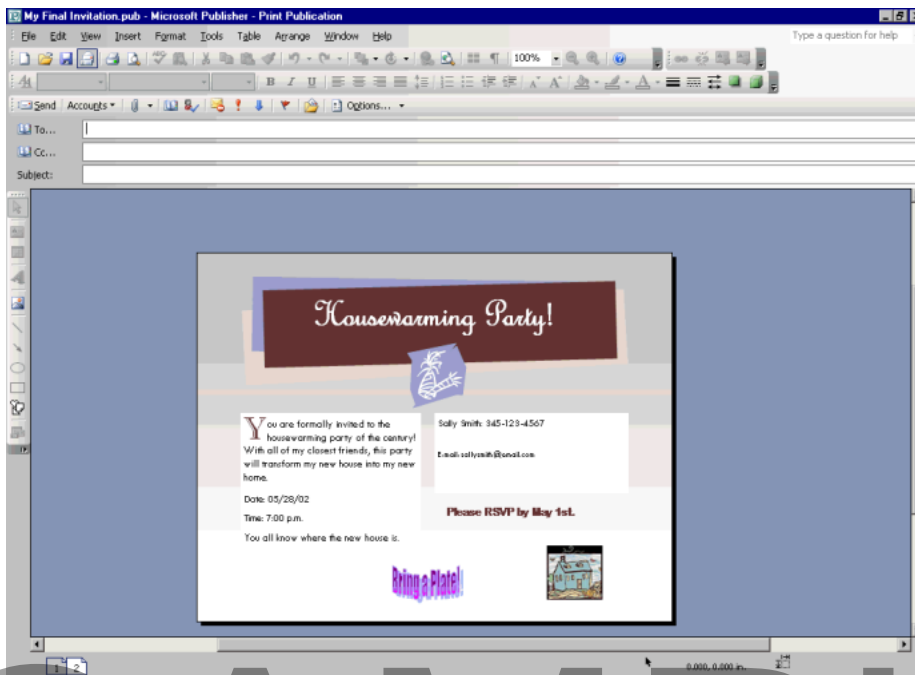 My Final Invitation.pub - Microsoft Publisher - Print Publication
File Edit View Insert Format Tools Table Arrange Window Help Type a question for help
100%
B I U
Send Accounts Options...
To...
Cc...
Subject:
Housewarming Party!
You are formally invited to the
housewarming party of the century!
With all of my closest friends, this party
will transform my new house into my new
home.
Date: 05/28/02
Time: 7:00 p.m.
You all know where the new house is.
Sally Smith: 345-123-4567
E-mail: sallysmith@email.com
Please RSVP by May 1st.
Bring a Plate!
1 2
0.000, 0.000 in.